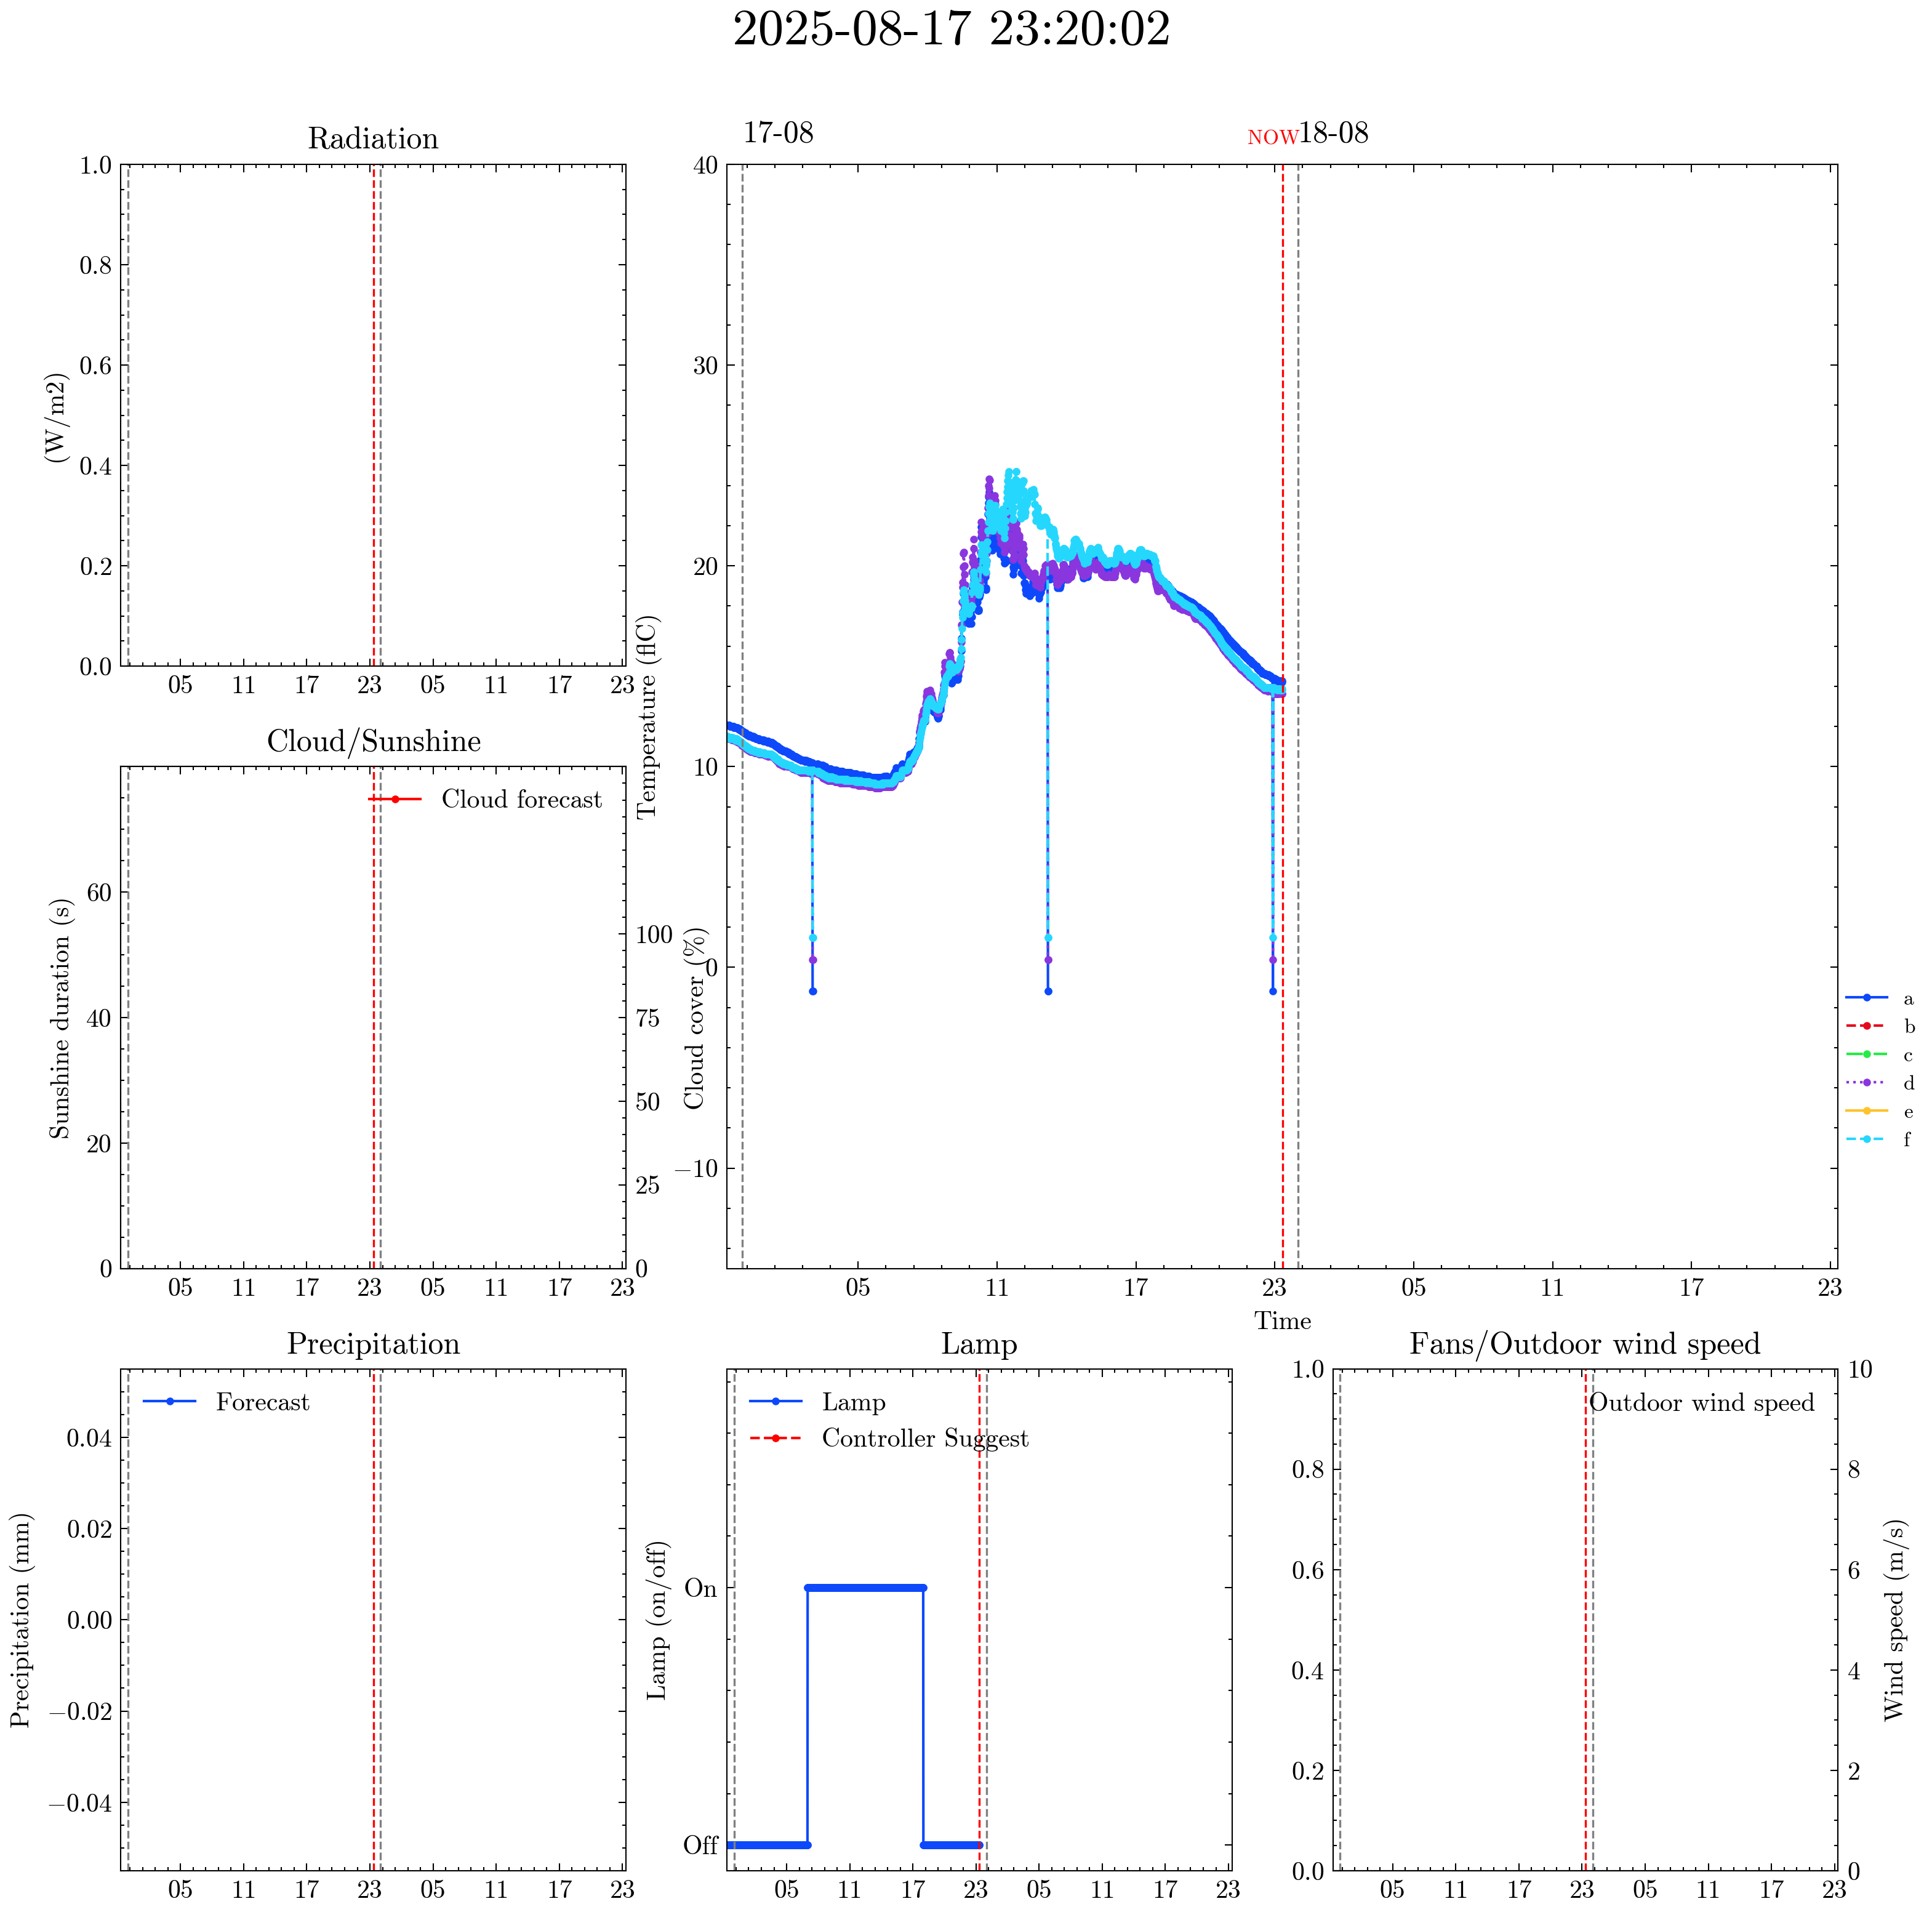 2025-08-17 23:20:02
Radiation
(W/m2)
1.0
0.8
0.6
0.4
0.2
0.0
05 11 17 23 05 11 17 23
17-08
NOW
18-08
Temperature (flC)
40
30
20
10
0
−10
05 11 17 23 05 11 17 23
Time
a
b
c
d
e
f
Cloud/Sunshine
Cloud forecast
Sunshine duration (s)
60
40
20
0
Cloud cover (%)
100
75
50
25
0
05 11 17 23 05 11 17 23
Precipitation
Forecast
Precipitation (mm)
0.04
0.02
0.00
−0.02
−0.04
05 11 17 23 05 11 17 23
Lamp
Lamp
Controller Suggest
Lamp (on/off)
On
Off
05 11 17 23 05 11 17 23
Fans/Outdoor wind speed
Outdoor wind speed
1.0
0.8
0.6
0.4
0.2
0.0
10
8
6
4
2
0
Wind speed (m/s)
05 11 17 23 05 11 17 23